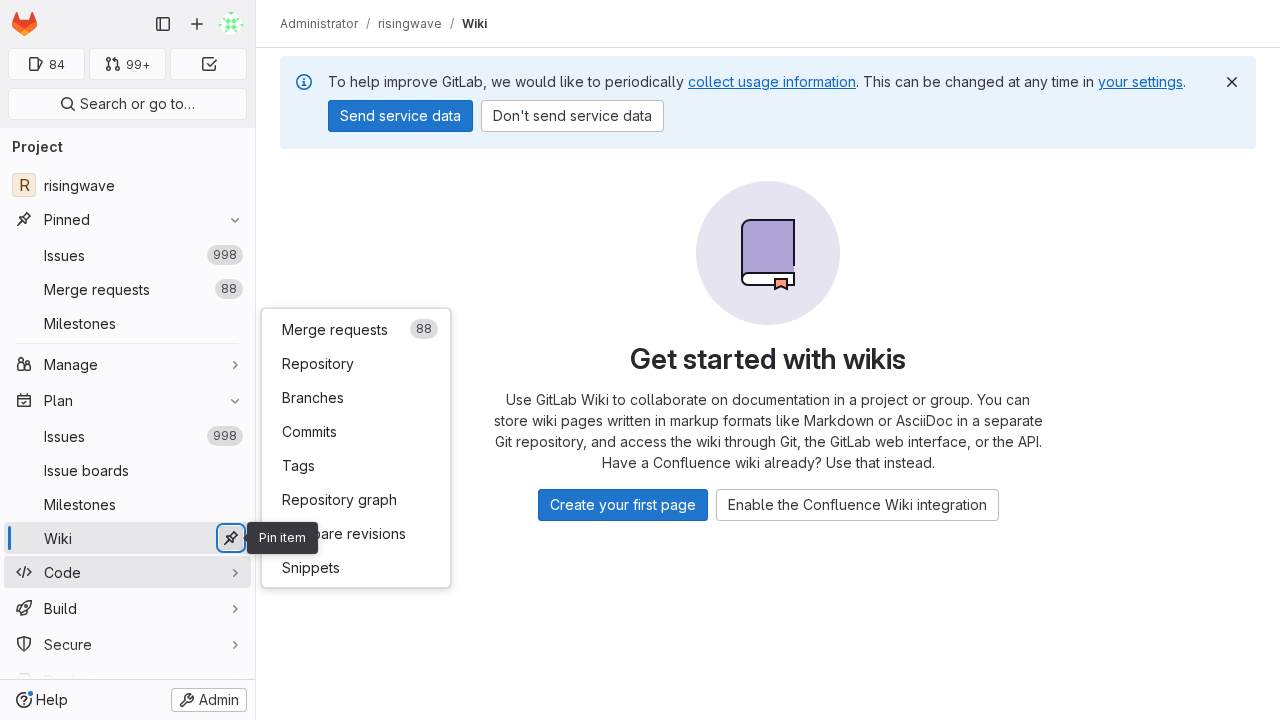 Administrator / risingwave / Wiki
84
99+
Search or go to…
Project
R risingwave
Pinned
Issues 998
Merge requests 88
Milestones
Manage
Plan
Issues 998
Issue boards
Milestones
Wiki
Pin item
Code
Build
Secure
Help
Admin
Merge requests 88
Repository
Branches
Commits
Tags
Repository graph
pare revisions
Snippets
To help improve GitLab, we would like to periodically collect usage information. This can be changed at any time in your settings.
Send service data
Don't send service data
Get started with wikis
Use GitLab Wiki to collaborate on documentation in a project or group. You can
store wiki pages written in markup formats like Markdown or AsciiDoc in a separate
Git repository, and access the wiki through Git, the GitLab web interface, or the API.
Have a Confluence wiki already? Use that instead.
Create your first page
Enable the Confluence Wiki integration